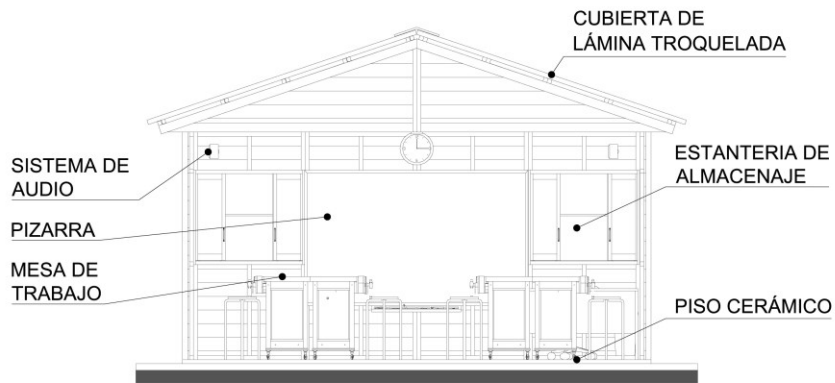 CUBIERTA DE
LÁMINA TROQUELADA
SISTEMA DE
AUDIO
ESTANTERIA DE
ALMACENAJE
PIZARRA
MESA DE
TRABAJO
PISO CERÁMICO